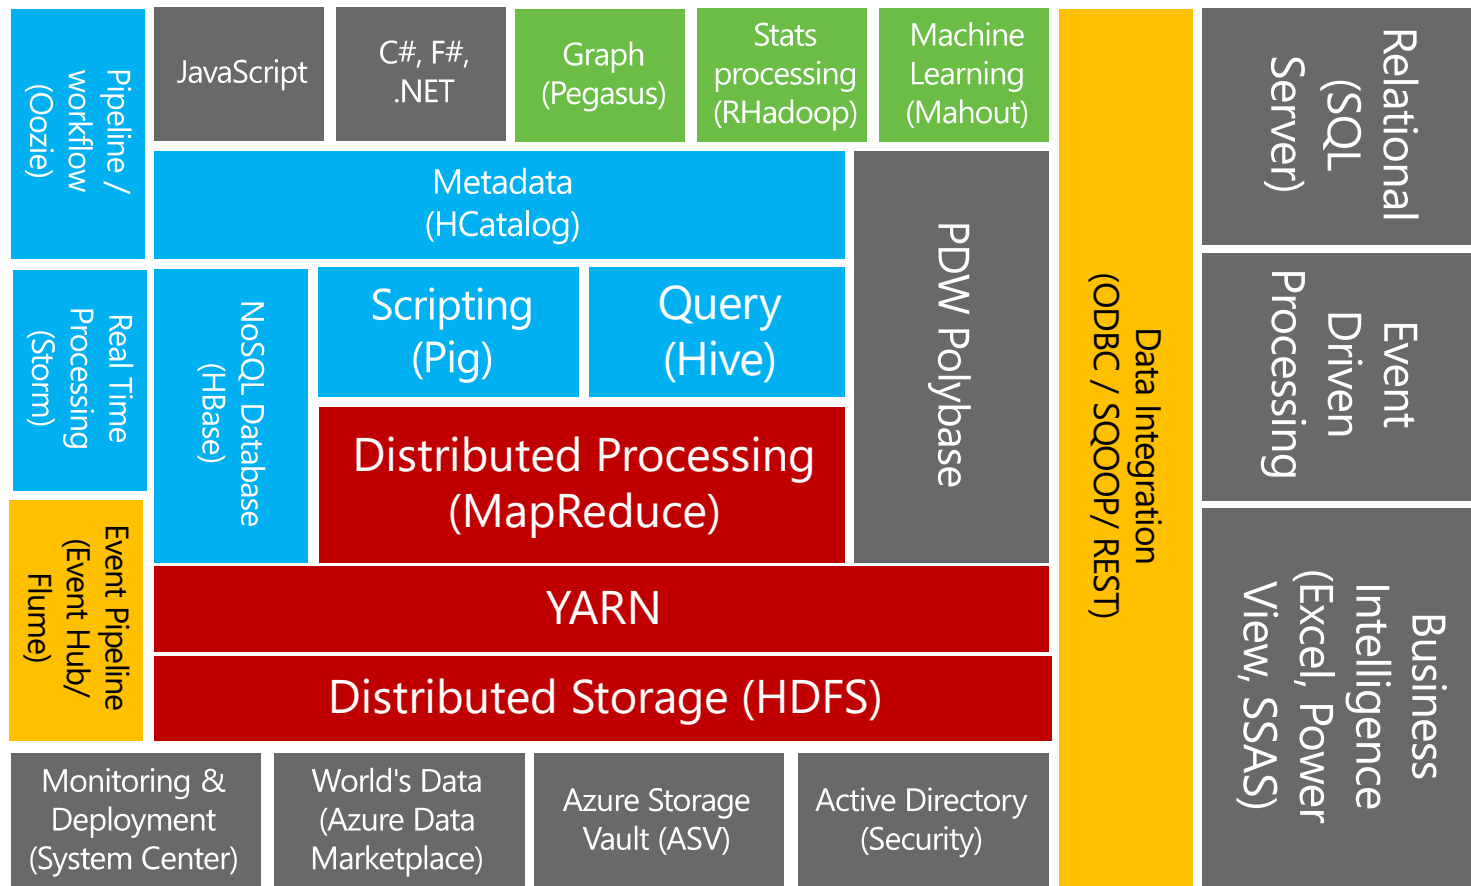 Pipeline /
workflow
(Oozie)
JavaScript
C#, F#,
.NET
Graph
(Pegasus)
Stats
processing
(RHadoop)
Machine
Learning
(Mahout)
Metadata
(HCatalog)
Real Time
Processing
(Storm)
NoSQL Database
(HBase)
Scripting
(Pig)
Query
(Hive)
PDW Polybase
Distributed Processing
(MapReduce)
Event Pipeline
(Event Hub/
Flume)
YARN
Distributed Storage (HDFS)
Monitoring &
Deployment
(System Center)
World's Data
(Azure Data
Marketplace)
Azure Storage
Vault (ASV)
Active Directory
(Security)
Data Integration
(ODBC / SQOOP/ REST)
Relational
(SQL
Server)
Event
Driven
Processing
Business
Intelligence
(Excel, Power
View, SSAS)